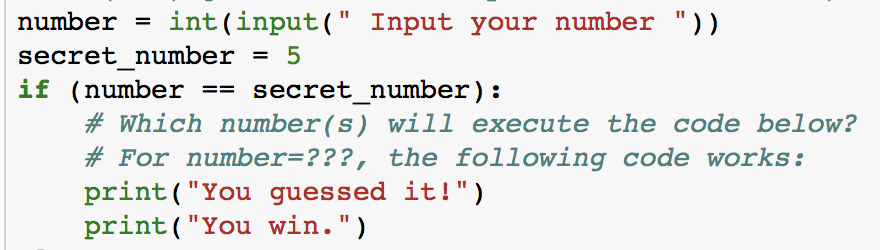 number = int(input(" Input your number "))
secret_number = 5
if (number == secret_number):
    # Which number(s) will execute the code below?
    # For number=???, the following code works:
    print("You guessed it!")
    print("You win.")